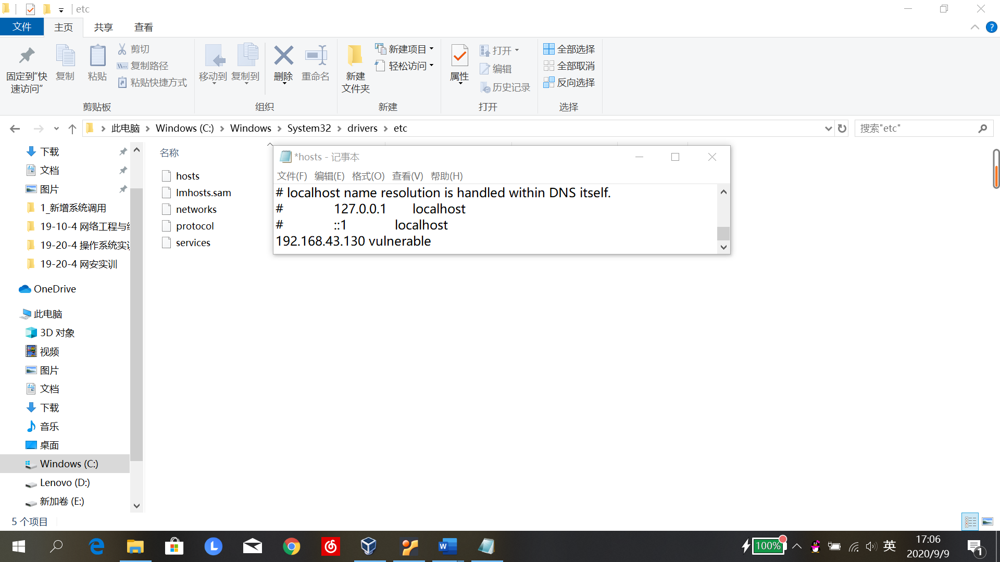 etc
文件 主页 共享 查看
固定到"快速访问"
复制
粘贴
剪切
复制路径
粘贴快捷方式
剪贴板
移动到
复制到
删除
重命名
组织
新建
文件夹
新建项目
轻松访问
新建
属性
打开
编辑
历史记录
打开
全部选择
全部取消
反向选择
选择
此电脑 Windows (C:) Windows System32 drivers etc
搜索"etc"
下载
文档
图片
1_新增系统调用
19-10-4 网络工程与
19-20-4 操作系统实
19-20-4 网安实训
OneDrive
此电脑
3D 对象
视频
图片
文档
下载
音乐
桌面
Windows (C:)
Lenovo (D:)
新加卷 (E:)
名称
hosts
lmhosts.sam
networks
protocol
services
*hosts - 记事本
文件(F) 编辑(E) 格式(O) 查看(V) 帮助(H)
# localhost name resolution is handled within DNS itself.
# 127.0.0.1 localhost
# ::1 localhost
192.168.43.130 vulnerable
5 个项目
100%
英
17:06
2020/9/9
1